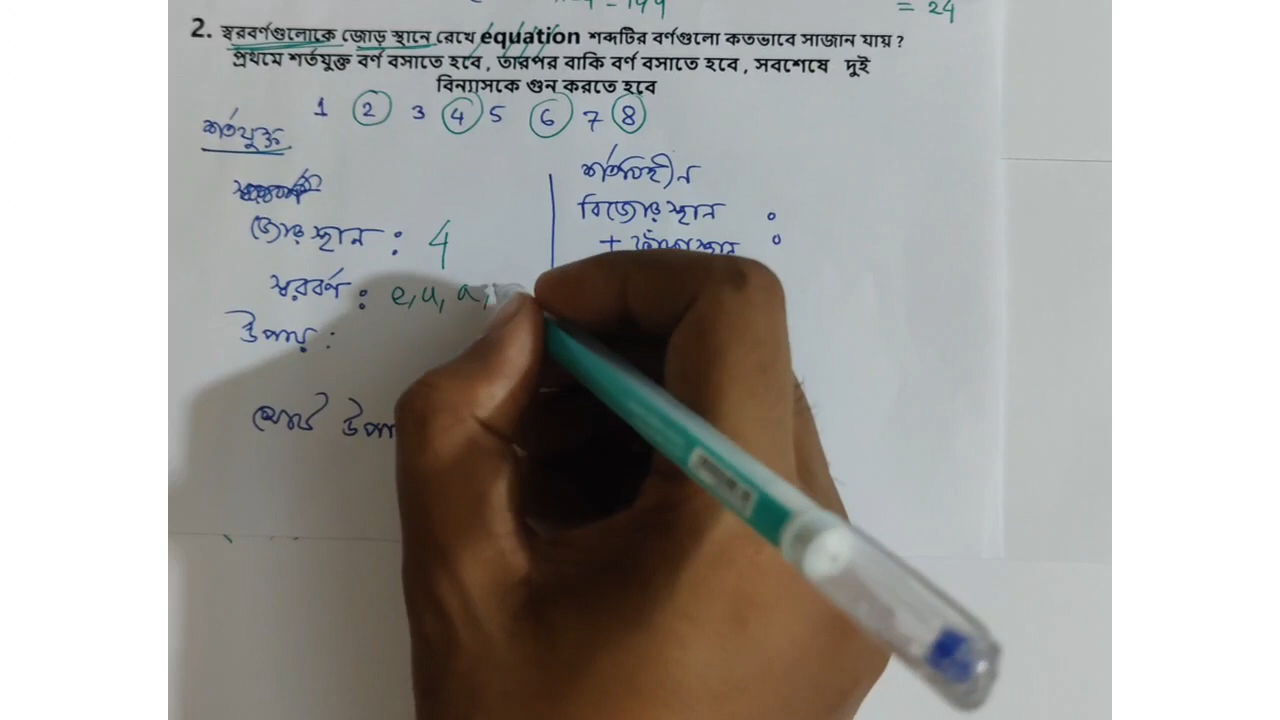 = 24
2. স্বরবর্ণগুলোকে জোড় স্থানে রেখে equation শব্দটির বর্ণগুলো কতভাবে সাজান যায় ?
প্রথমে শর্তযুক্ত বর্ণ বসাতে হবে , তারপর বাকি বর্ণ বসাতে হবে , সবশেষে দুই
বিন্যাসকে গুন করতে হবে
1 2 3 4 5 6 7 8
শর্তযুক্ত
শর্তবিহীন
জোড় স্থান : 4
বিজোড় স্থান :
+ ফাঁকা স্থান :
স্বরবর্ণ : e, u, a,
উপায় :
মোট উপা